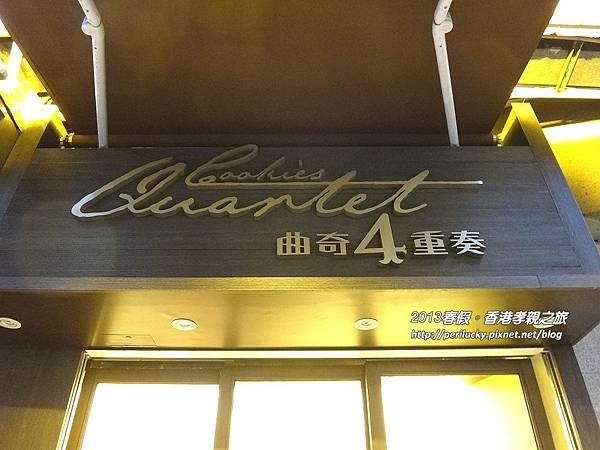 Cookies
Quartet
曲奇4重奏
2013春假。香港孝親之旅
http://perilucky.pixnet.net/blog